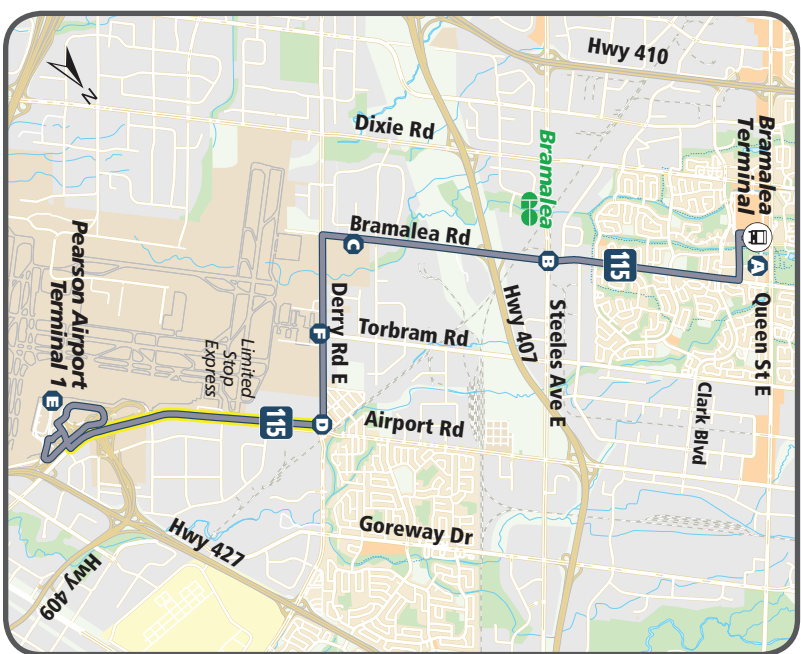 Hwy 410
Dixie Rd
Bramalea
Bramalea
Terminal
N
Bramalea Rd
A
B
C
115
Pearson Airport
Terminal 1
Derry Rd E
Hwy 407
Steeles Ave E
Queen St E
F
Torbram Rd
Limited
Stop
Express
Clark Blvd
E
115
D
Airport Rd
Goreway Dr
Hwy 427
Hwy 409